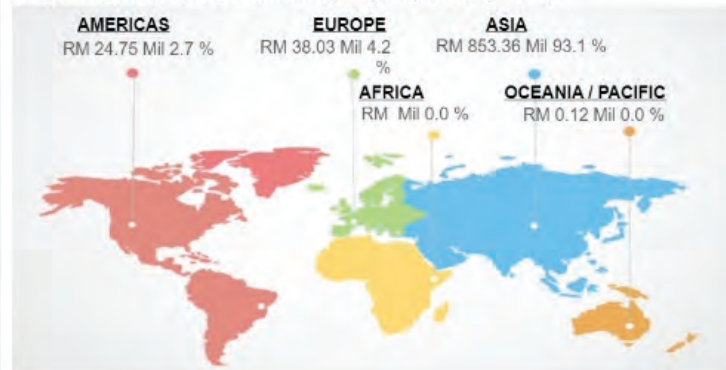 AMERICAS
RM 24.75 Mil 2.7 %
EUROPE
RM 38.03 Mil 4.2
%
ASIA
RM 853.36 Mil 93.1 %
AFRICA
RM Mil 0.0 %
OCEANIA / PACIFIC
RM 0.12 Mil 0.0 %